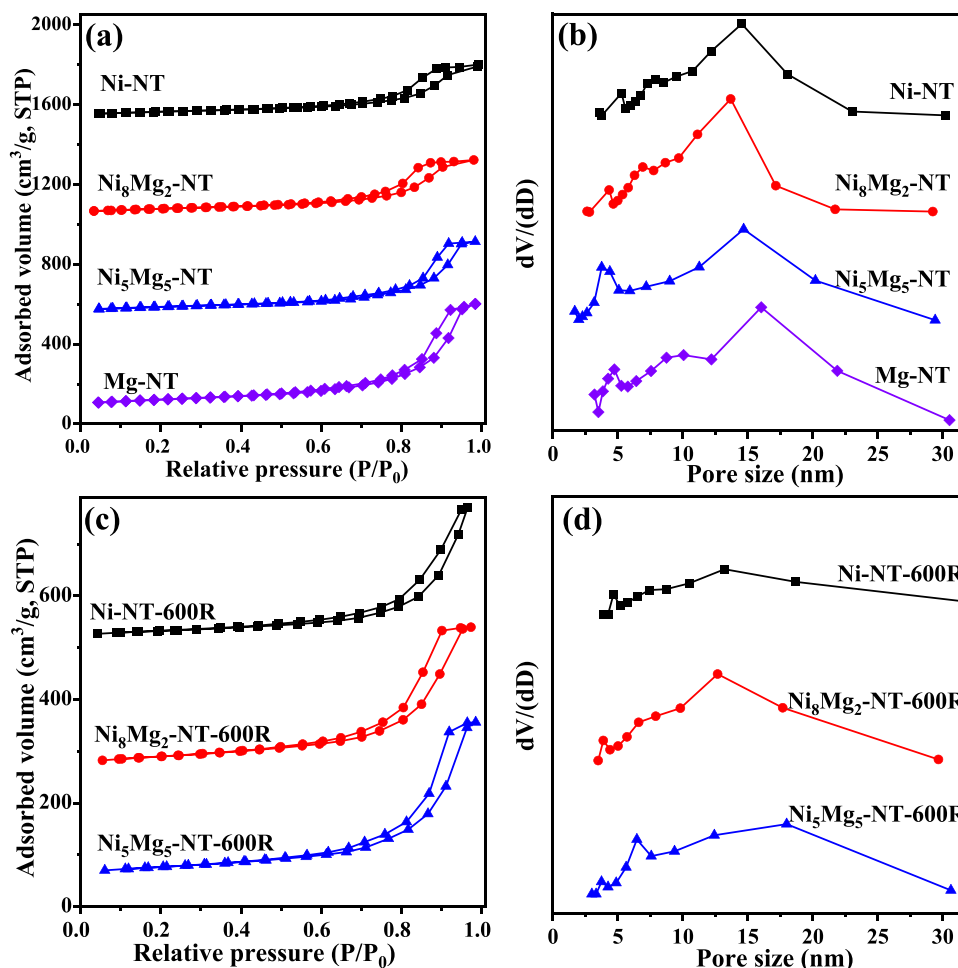 (a)
2000
1600
1200
800
400
0
Adsorbed volume (cm³/g, STP)
Ni-NT
Ni₈Mg₂-NT
Ni₅Mg₅-NT
Mg-NT
0.0 0.2 0.4 0.6 0.8 1.0
Relative pressure (P/P₀)
(b)
dV/(dD)
Ni-NT
Ni₈Mg₂-NT
Ni₅Mg₅-NT
Mg-NT
0 5 10 15 20 25 30
Pore size (nm)
(c)
600
400
200
0
Adsorbed volume (cm³/g, STP)
Ni-NT-600R
Ni₈Mg₂-NT-600R
Ni₅Mg₅-NT-600R
0.0 0.2 0.4 0.6 0.8 1.0
Relative pressure (P/P₀)
(d)
dV/(dD)
Ni-NT-600R
Ni₈Mg₂-NT-600R
Ni₅Mg₅-NT-600R
0 5 10 15 20 25 30
Pore size (nm)